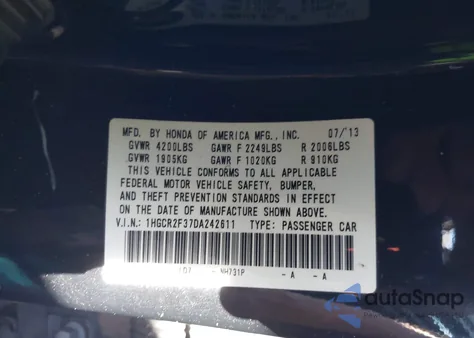 MFD. BY HONDA OF AMERICA MFG., INC. 07/13
GVWR 4200LBS GAWR F 2249LBS R 2006LBS
GVWR 1905KG GAWR F 1020KG R 910KG
THIS VEHICLE CONFORMS TO ALL APPLICABLE
FEDERAL MOTOR VEHICLE SAFETY, BUMPER,
AND THEFT PREVENTION STANDARDS IN EFFECT
ON THE DATE OF MANUFACTURE SHOWN ABOVE.
V.I.N.: 1HGCR2F37DA242611 TYPE: PASSENGER CAR
NH731P -A -A
autaSnap